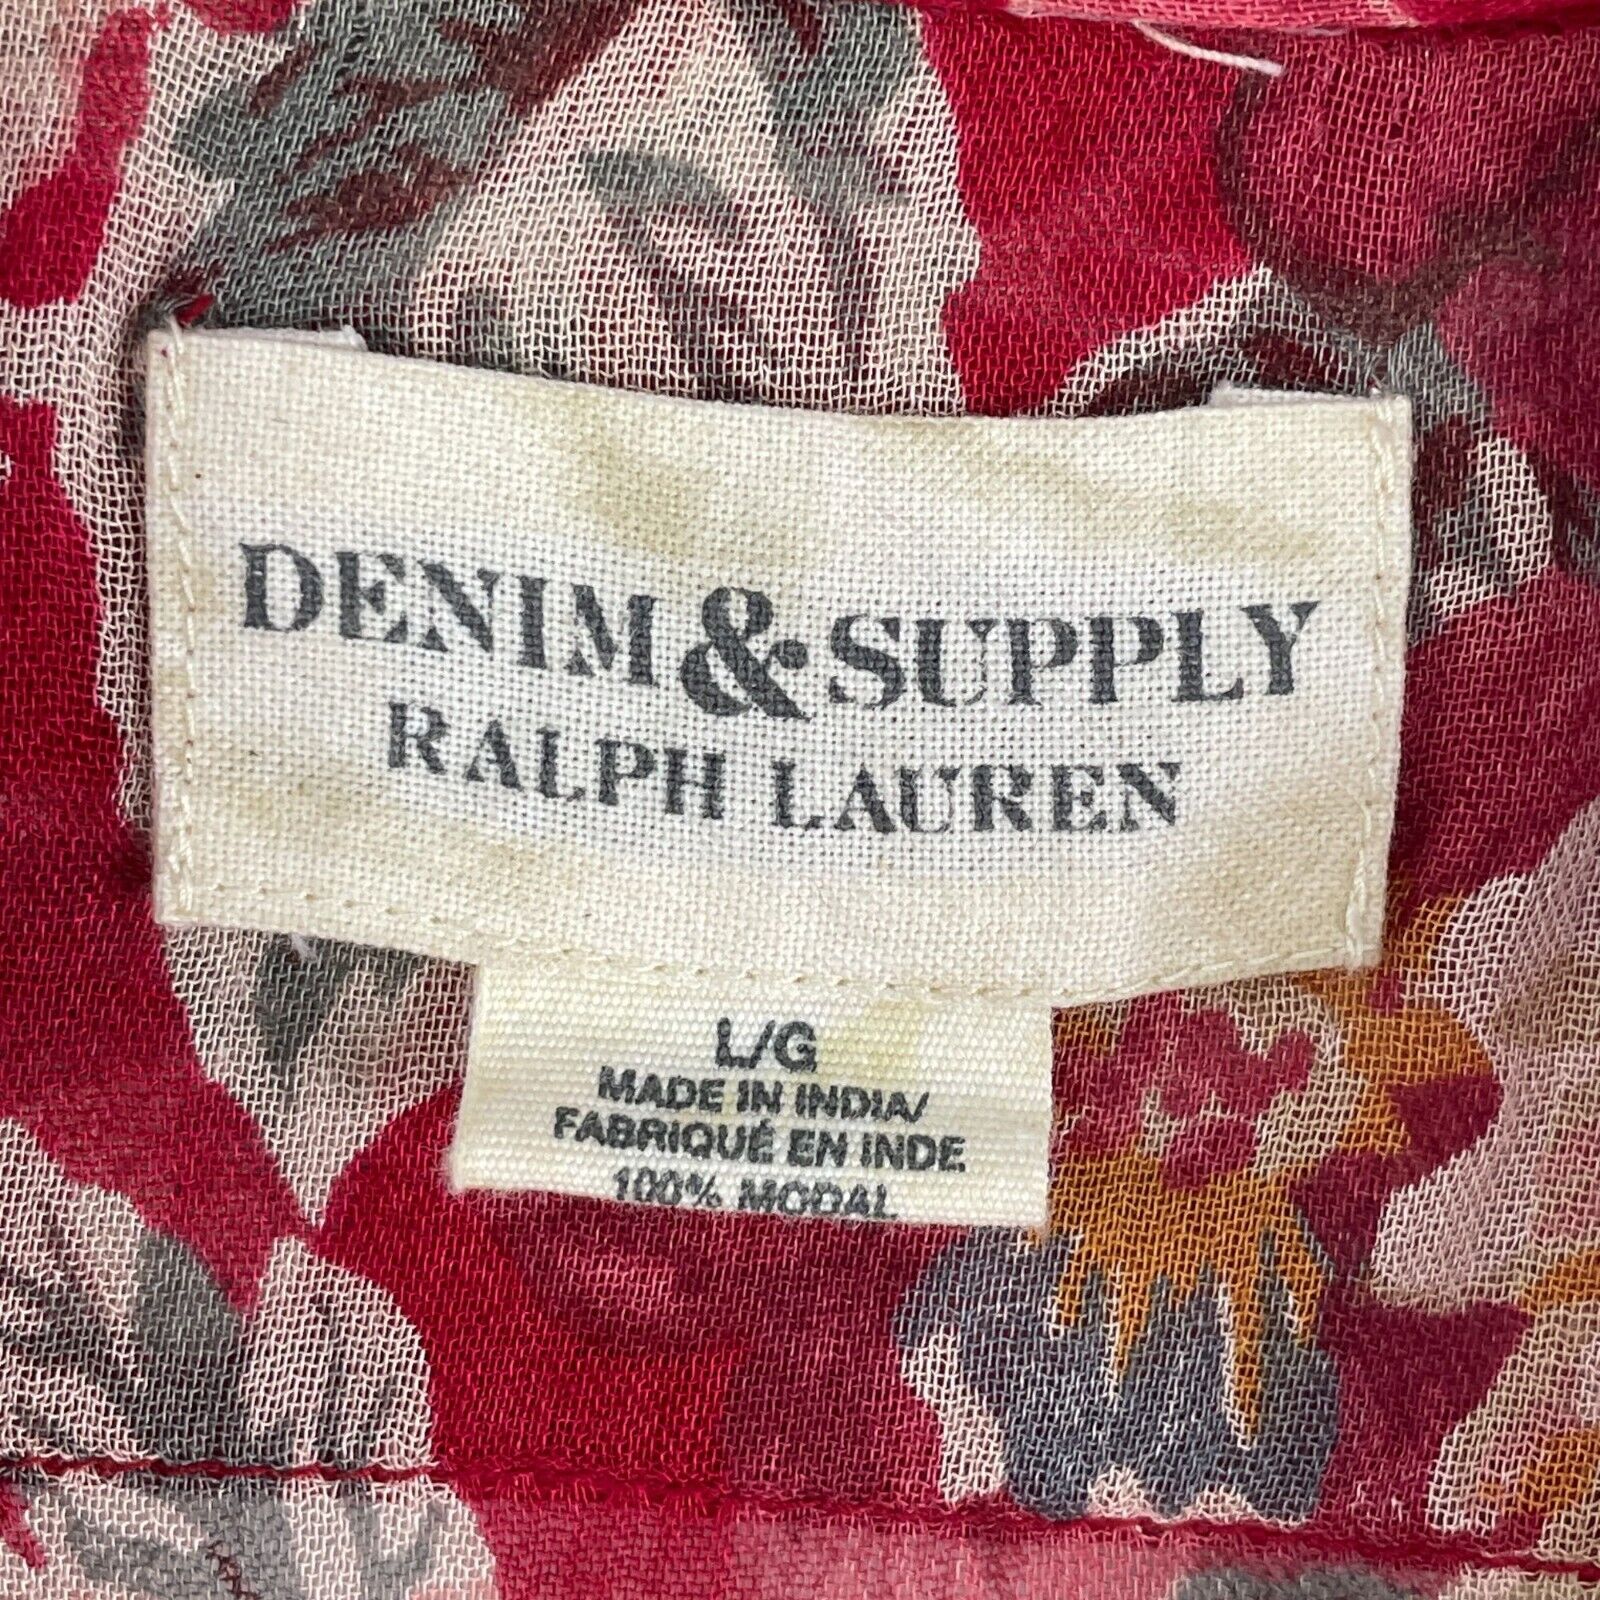 DENIM & SUPPLY
RALPH LAUREN
L/G
MADE IN INDIA/
FABRIQUÉ EN INDE
100% MODAL